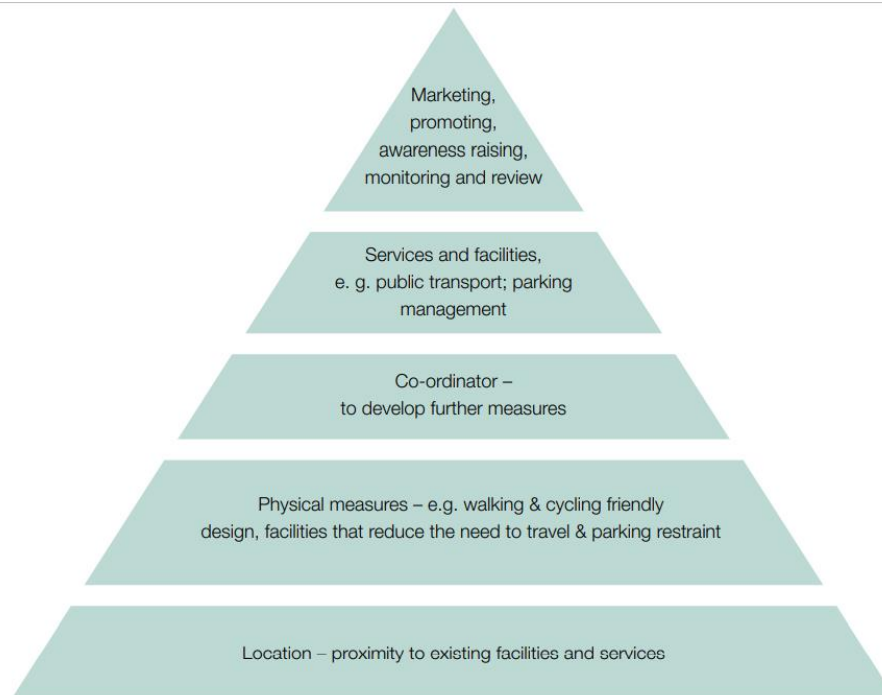 Marketing,
promoting,
awareness raising,
monitoring and review
Services and facilities,
e. g. public transport; parking
management
Co-ordinator –
to develop further measures
Physical measures – e.g. walking & cycling friendly
design, facilities that reduce the need to travel & parking restraint
Location – proximity to existing facilities and services